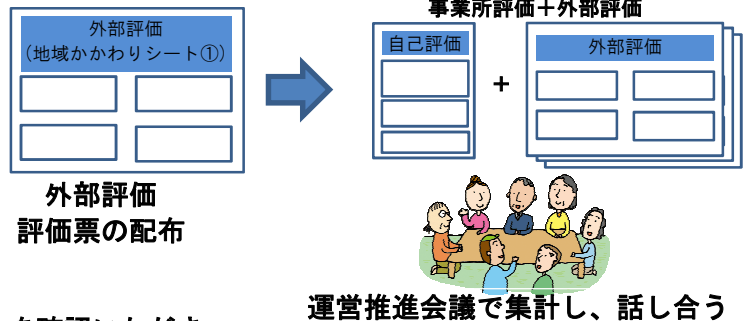 外部評価
(地域かかわりシート①)
外部評価
評価票の配布
事業所評価+外部評価
自己評価
+
外部評価
運営推進会議で集計し、話し合う